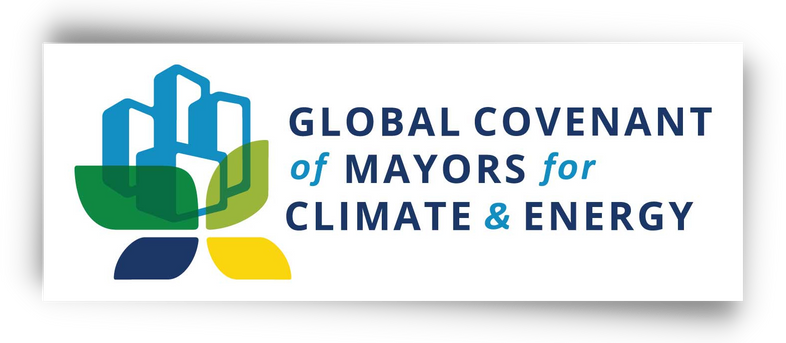 GLOBAL COVENANT
of MAYORS for
CLIMATE & ENERGY